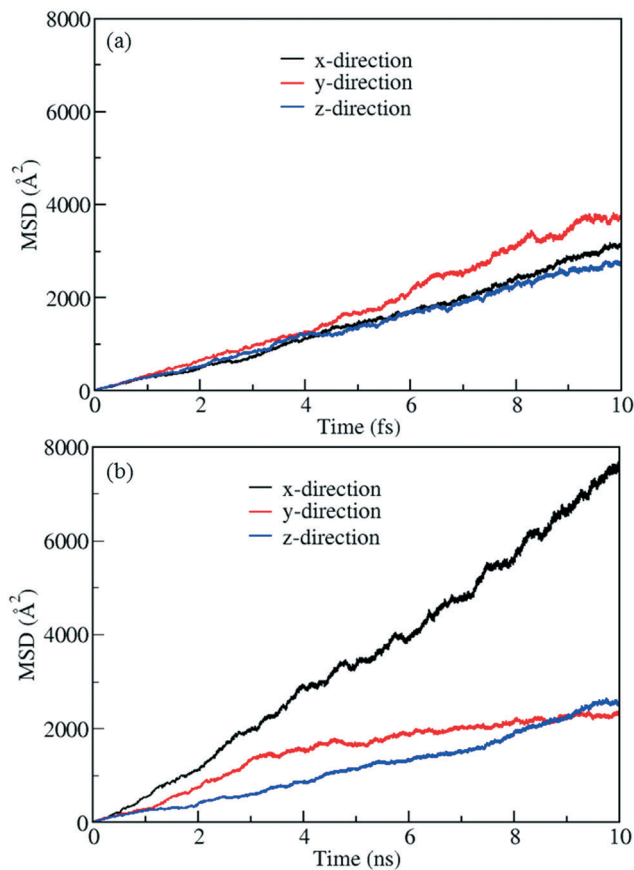 (a)
x-direction
y-direction
z-direction
MSD (Å²)
8000
6000
4000
2000
0
0 2 4 6 8 10
Time (fs)
(b)
x-direction
y-direction
z-direction
MSD (Å²)
8000
6000
4000
2000
0
0 2 4 6 8 10
Time (ns)